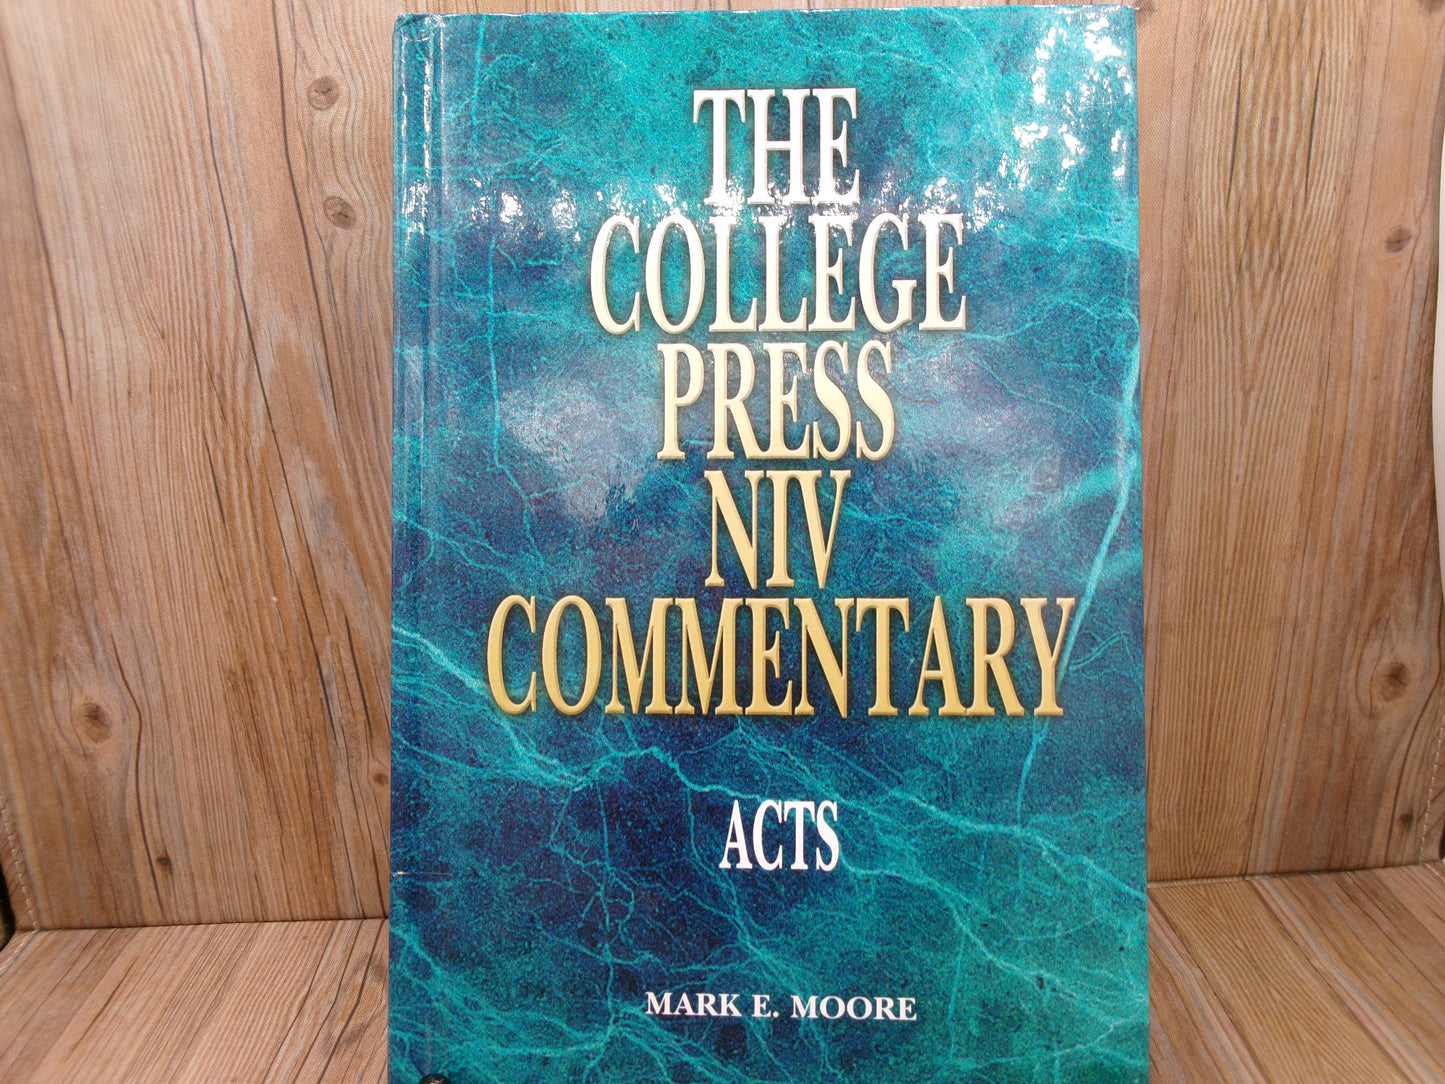 THE
COLLEGE
PRESS
NIV
COMMENTARY
ACTS
MARK E. MOORE